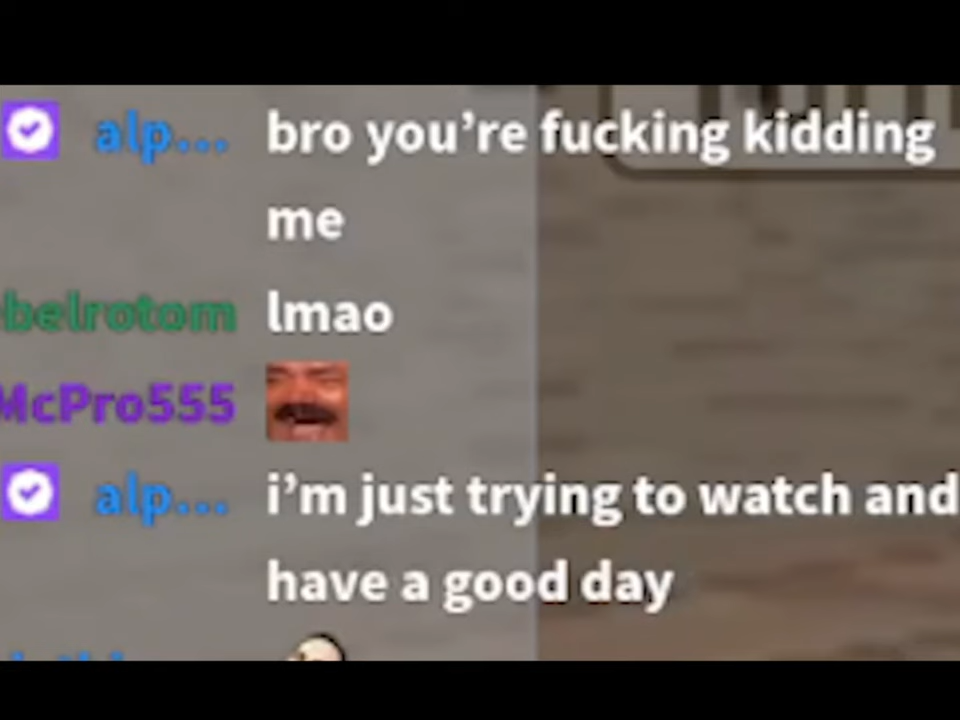 alp... bro you're fucking kidding
me
belrotom lmao
McPro555
alp... i'm just trying to watch and
have a good day